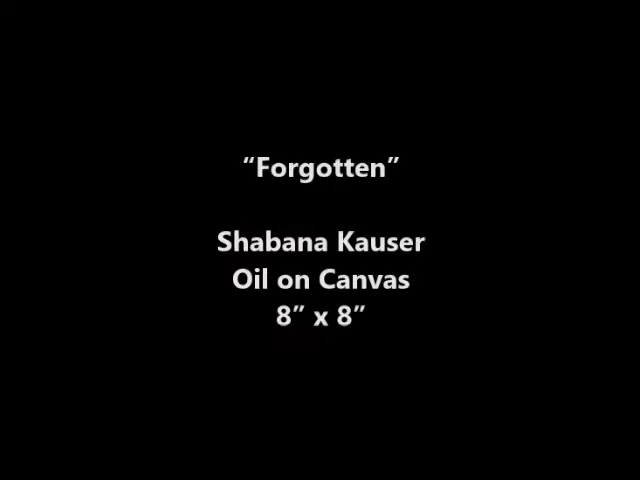 “Forgotten”
Shabana Kauser
Oil on Canvas
8” x 8”